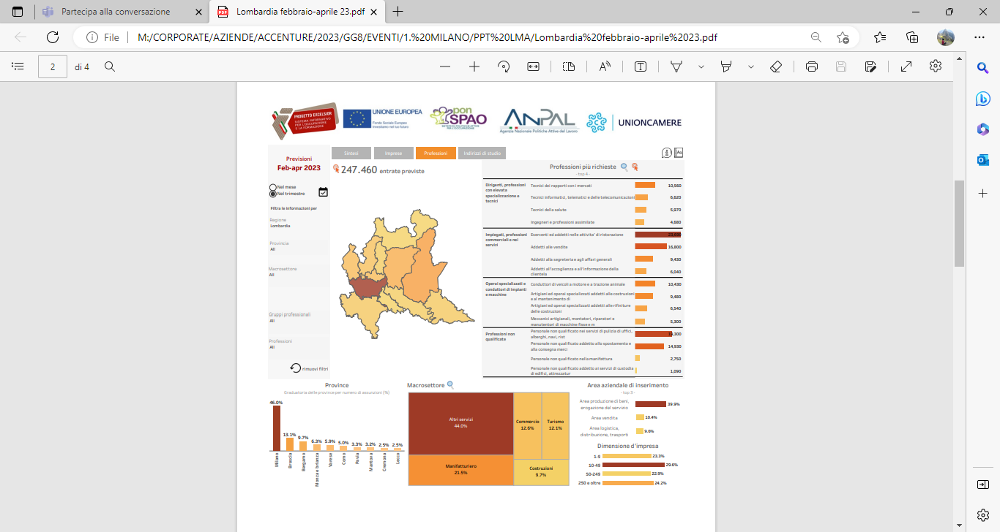 Partecipa alla conversazione
Lombardia febbraio-aprile 23.pdf
File
M:/CORPORATE/AZIENDE/ACCENTURE/2023/GG8/EVENTI/1.%20MILANO/PPT%20LMA/Lombardia%20febbraio-aprile%2023.pdf
2 di 4
PROGETTO EXCELSIOR
SISTEMA INFORMATIVO
PER L'OCCUPAZIONE
E LA FORMAZIONE
UNIONE EUROPEA
Fondo Sociale Europeo
Investiamo nel tuo futuro
pon
SPAO
SISTEMI DI POLITICHE ATTIVE
PER L'OCCUPAZIONE
ANPAL
Agenzia Nazionale Politiche Attive del Lavoro
UNIONCAMERE
Previsioni
Feb-apr 2023
Nel mese
Nel trimestre
Filtra le informazioni per
Regione
Lombardia
Provincia
All
Macrosettore
All
Gruppi professionali
All
Professioni
All
rimuovi filtri
Sintesi
Imprese
Professioni
Indirizzi di studio
247.460 entrate previste
Professioni più richieste
- top 4 -
Dirigenti, professioni
con elevata
specializzazione e
tecnici
Tecnici dei rapporti con i mercati 10,560
Tecnici informatici, telematici e delle telecomunicazioni 6,620
Tecnici della salute 5,970
Ingegneri e professioni assimilate 4,680
Impiegati, professioni
commerciali e nei
servizi
Esercenti ed addetti nelle attivita' di ristorazione
Addetti alle vendite 16,800
Addetti alla segreteria e agli affari generali 9,430
Addetti all'accoglienza e all'informazione della
clientela 6,040
Operai specializzati e
conduttori di impianti
e macchine
Conduttori di veicoli a motore e a trazione animale 10,430
Artigiani ed operai specializzati addetti alle costruzioni
e al mantenimento di 9,480
Artigiani ed operai specializzati addetti alle rifiniture
delle costruzioni 6,540
Meccanici artigianali, montatori, riparatori e
manutentori di macchine fisse e m 5,300
Professioni non
qualificate
Personale non qualificato nei servizi di pulizia di uffici,
alberghi, navi, rist 19,300
Personale non qualificato addetto allo spostamento e
alla consegna merci 14,930
Personale non qualificato nella manifattura 2,750
Personale non qualificato addetto ai servizi di custodia
di edifici, attrezzatur 1,090
Province
Graduatoria delle province per numero di assunzioni (%)
46.0% 13.1% 9.7% 6.3% 5.9% 5.0% 3.3% 3.2% 2.5% 2.5%
Milano Brescia Bergamo Monza e brianza Varese Como Pavia Mantova Cremona Lecco
Macrosettore
Altri servizi
44.0%
Commercio
12.6%
Turismo
12.1%
Manifatturiero
21.5%
Costruzioni
9.7%
Area aziendale di inserimento
- top 3 -
Area produzione di beni,
erogazione del servizio 39.9%
Area vendita 10.4%
Area logistica,
distribuzione, trasporti 9.6%
Dimensione d'impresa
1-9 23.3%
10-49 29.6%
50-249 22.9%
250 e oltre 24.2%